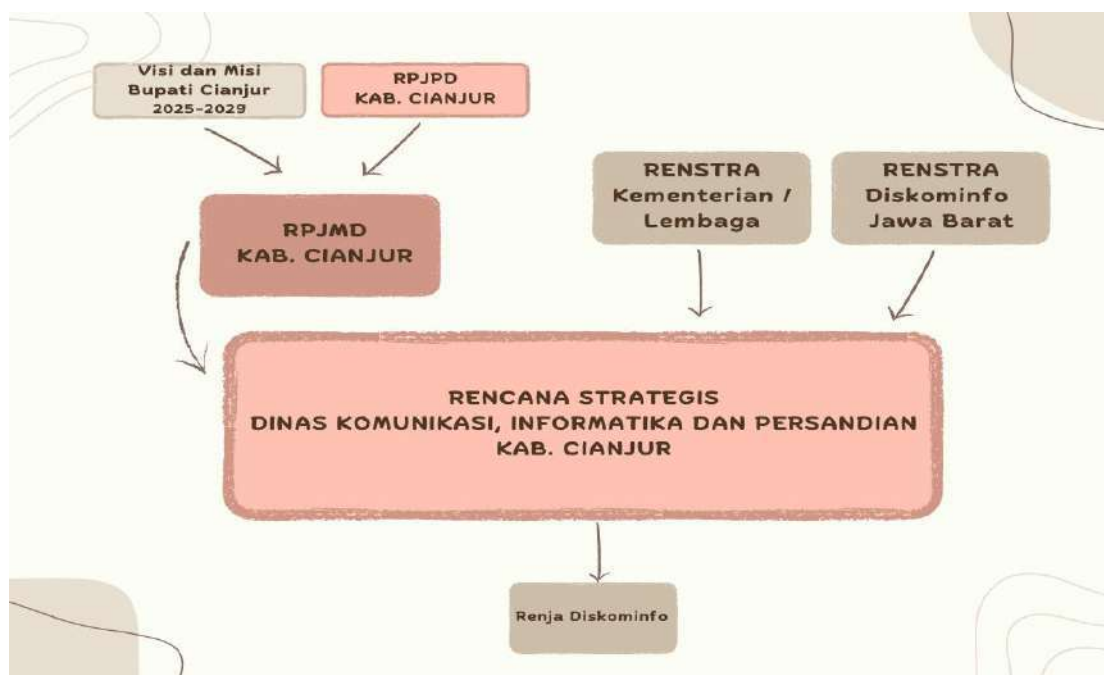 Visi dan Misi
Bupati Cianjur
2025-2029
RPJPD
KAB. CIANJUR
RPJMD
KAB. CIANJUR
RENSTRA
Kementerian /
Lembaga
RENSTRA
Diskominfo
Jawa Barat
RENCANA STRATEGIS
DINAS KOMUNIKASI, INFORMATIKA DAN PERSANDIAN
KAB. CIANJUR
Renja Diskominfo